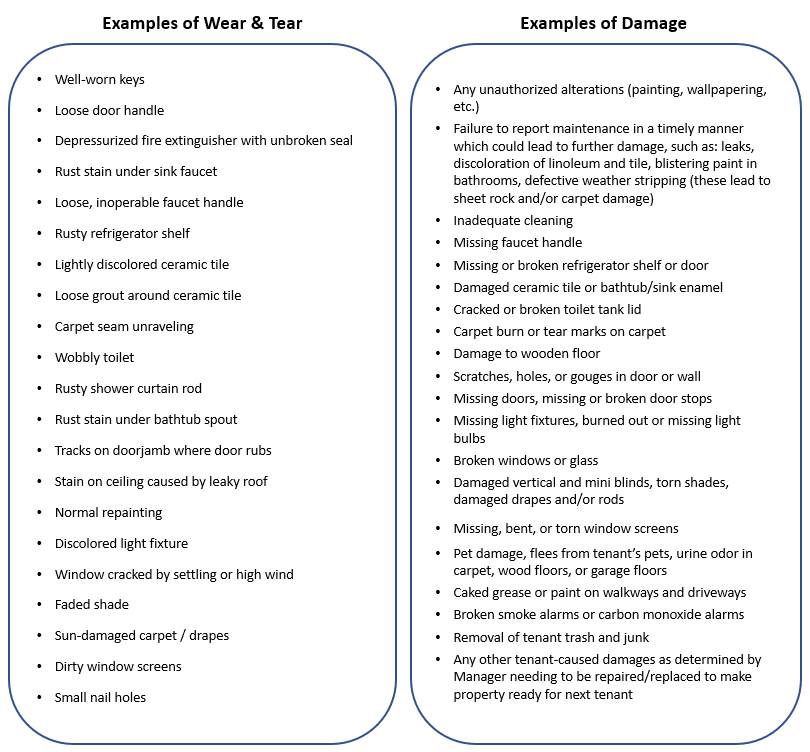 Examples of Wear & Tear
• Well-worn keys
• Loose door handle
• Depressurized fire extinguisher with unbroken seal
• Rust stain under sink faucet
• Loose, inoperable faucet handle
• Rusty refrigerator shelf
• Lightly discolored ceramic tile
• Loose grout around ceramic tile
• Carpet seam unraveling
• Wobbly toilet
• Rusty shower curtain rod
• Rust stain under bathtub spout
• Tracks on doorjamb where door rubs
• Stain on ceiling caused by leaky roof
• Normal repainting
• Discolored light fixture
• Window cracked by settling or high wind
• Faded shade
• Sun-damaged carpet / drapes
• Dirty window screens
• Small nail holes
Examples of Damage
• Any unauthorized alterations (painting, wallpapering,
etc.)
• Failure to report maintenance in a timely manner
which could lead to further damage, such as: leaks,
discoloration of linoleum and tile, blistering paint in
bathrooms, defective weather stripping (these lead to
sheet rock and/or carpet damage)
• Inadequate cleaning
• Missing faucet handle
• Missing or broken refrigerator shelf or door
• Damaged ceramic tile or bathtub/sink enamel
• Cracked or broken toilet tank lid
• Carpet burn or tear marks on carpet
• Damage to wooden floor
• Scratches, holes, or gouges in door or wall
• Missing doors, missing or broken door stops
• Missing light fixtures, burned out or missing light
bulbs
• Broken windows or glass
• Damaged vertical and mini blinds, torn shades,
damaged drapes and/or rods
• Missing, bent, or torn window screens
• Pet damage, flees from tenant’s pets, urine odor in
carpet, wood floors, or garage floors
• Caked grease or paint on walkways and driveways
• Broken smoke alarms or carbon monoxide alarms
• Removal of tenant trash and junk
• Any other tenant-caused damages as determined by
Manager needing to be repaired/replaced to make
property ready for next tenant